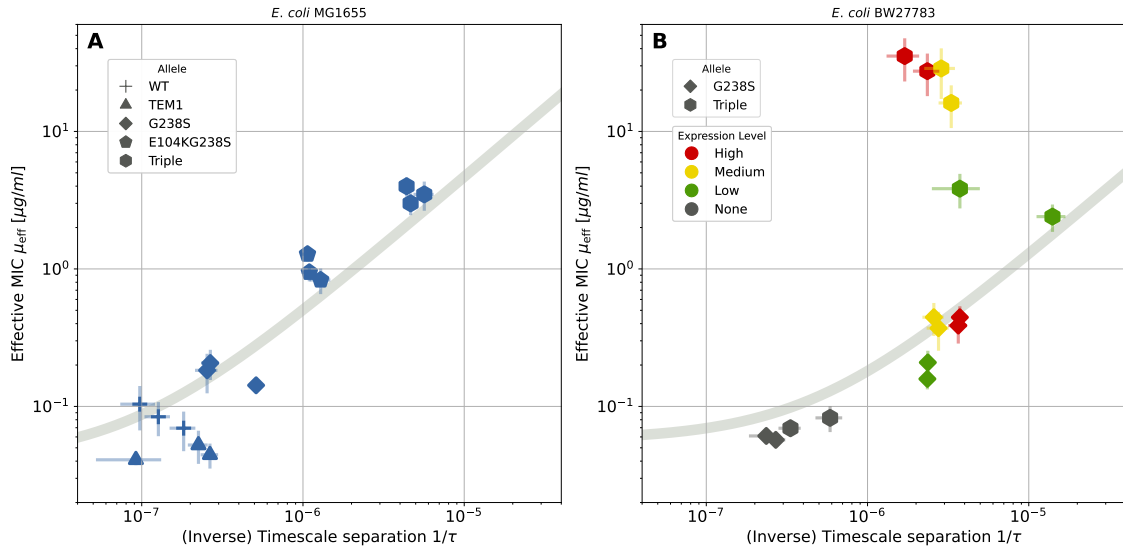 E. coli MG1655
A
Allele
WT
TEM1
G238S
E104KG238S
Triple
Effective MIC μeff [μg/ml]
10¹
10⁰
10⁻¹
10⁻⁷
10⁻⁶
10⁻⁵
(Inverse) Timescale separation 1/τ
E. coli BW27783
B
Allele
G238S
Triple
Expression Level
High
Medium
Low
None
Effective MIC μeff [μg/ml]
10¹
10⁰
10⁻¹
10⁻⁷
10⁻⁶
10⁻⁵
(Inverse) Timescale separation 1/τ